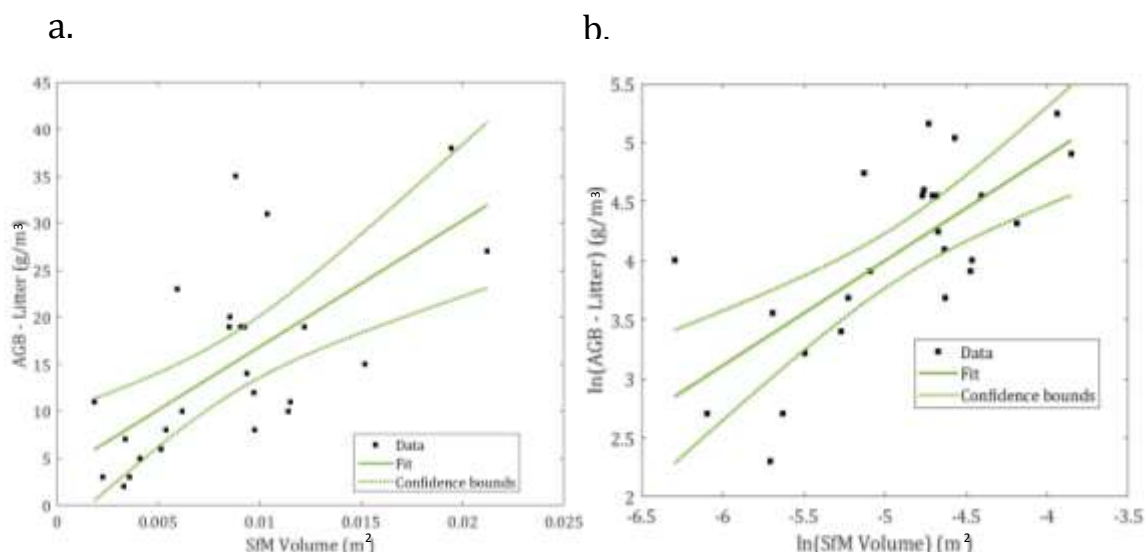 a.
b.
45
40
35
30
25
20
15
10
5
0
AGB - Litter (g/m³)
0
0.005
0.01
0.015
0.02
0.025
SfM Volume (m²)
Data
Fit
Confidence bounds
5.5
5
4.5
4
3.5
3
2.5
2
ln(AGB - Litter) (g/m³)
-6.5
-6
-5.5
-5
-4.5
-4
-3.5
ln(SfM Volume) (m²)
Data
Fit
Confidence bounds